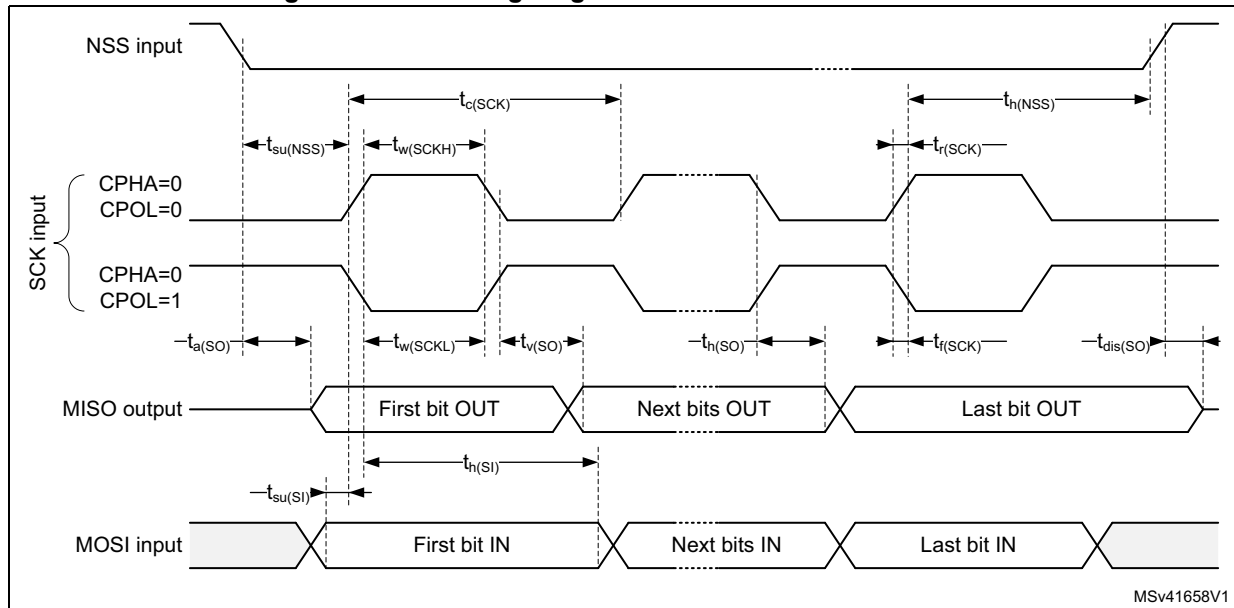 NSS input
tc(SCK)
th(NSS)
tsu(NSS)
tw(SCKH)
tr(SCK)
SCK input
CPHA=0
CPOL=0
CPHA=0
CPOL=1
ta(SO)
tw(SCKL)
tv(SO)
th(SO)
tf(SCK)
tdis(SO)
MISO output
First bit OUT
Next bits OUT
Last bit OUT
th(SI)
tsu(SI)
MOSI input
First bit IN
Next bits IN
Last bit IN
MSv41658V1